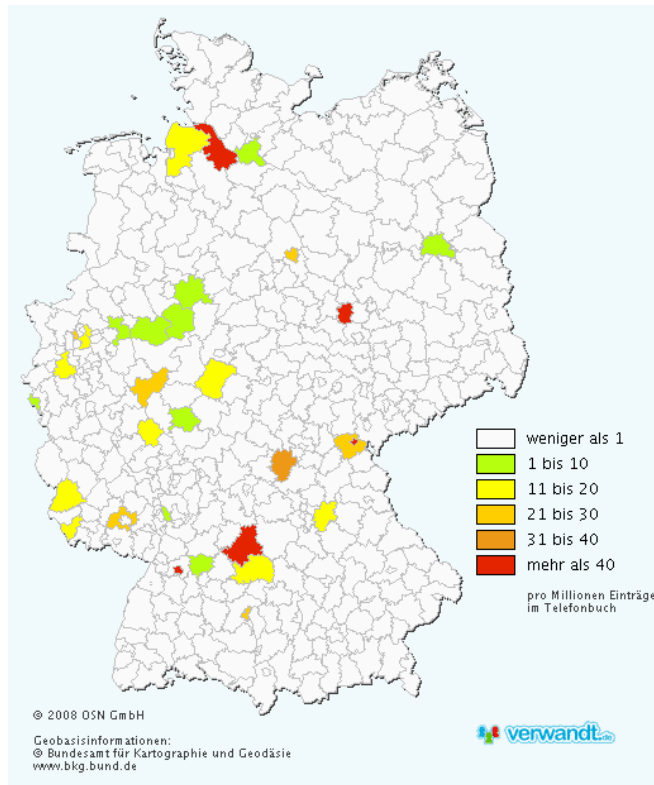 weniger als 1
1 bis 10
11 bis 20
21 bis 30
31 bis 40
mehr als 40
pro Millionen Einträge
im Telefonbuch
© 2008 OSN GmbH
Geobasisinformationen:
© Bundesamt für Kartographie und Geodäsie
www.bkg.bund.de
verwandt.de